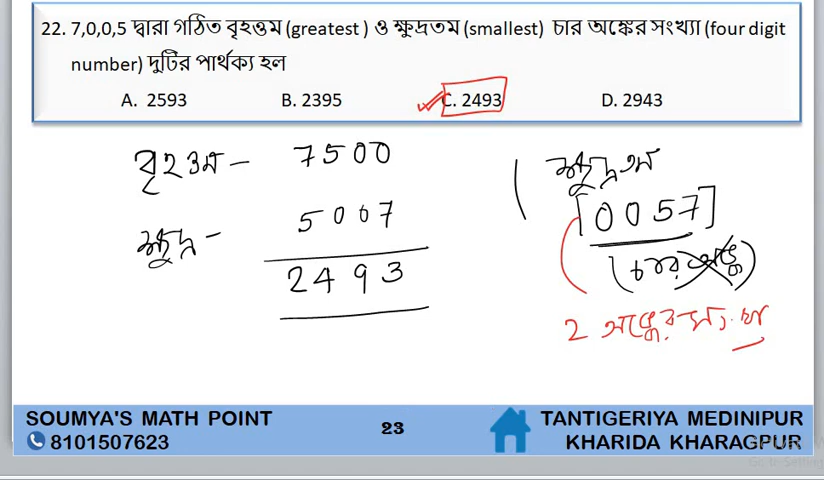 22. 7,0,0,5 দ্বারা গঠিত বৃহত্তম (greatest ) ও ক্ষুদ্রতম (smallest) চার অঙ্কের সংখ্যা (four digit
number) দুটির পার্থক্য হল
A. 2593 B. 2395 C. 2493 D. 2943
বৃহত্তম – 7500
ক্ষুদ্র – 5007
2493
ক্ষুদ্রতম
[0057]
2 অঙ্কের সংখ্যা
SOUMYA'S MATH POINT
8101507623
23
TANTIGERIYA MEDINIPUR
KHARIDA KHARAGPUR